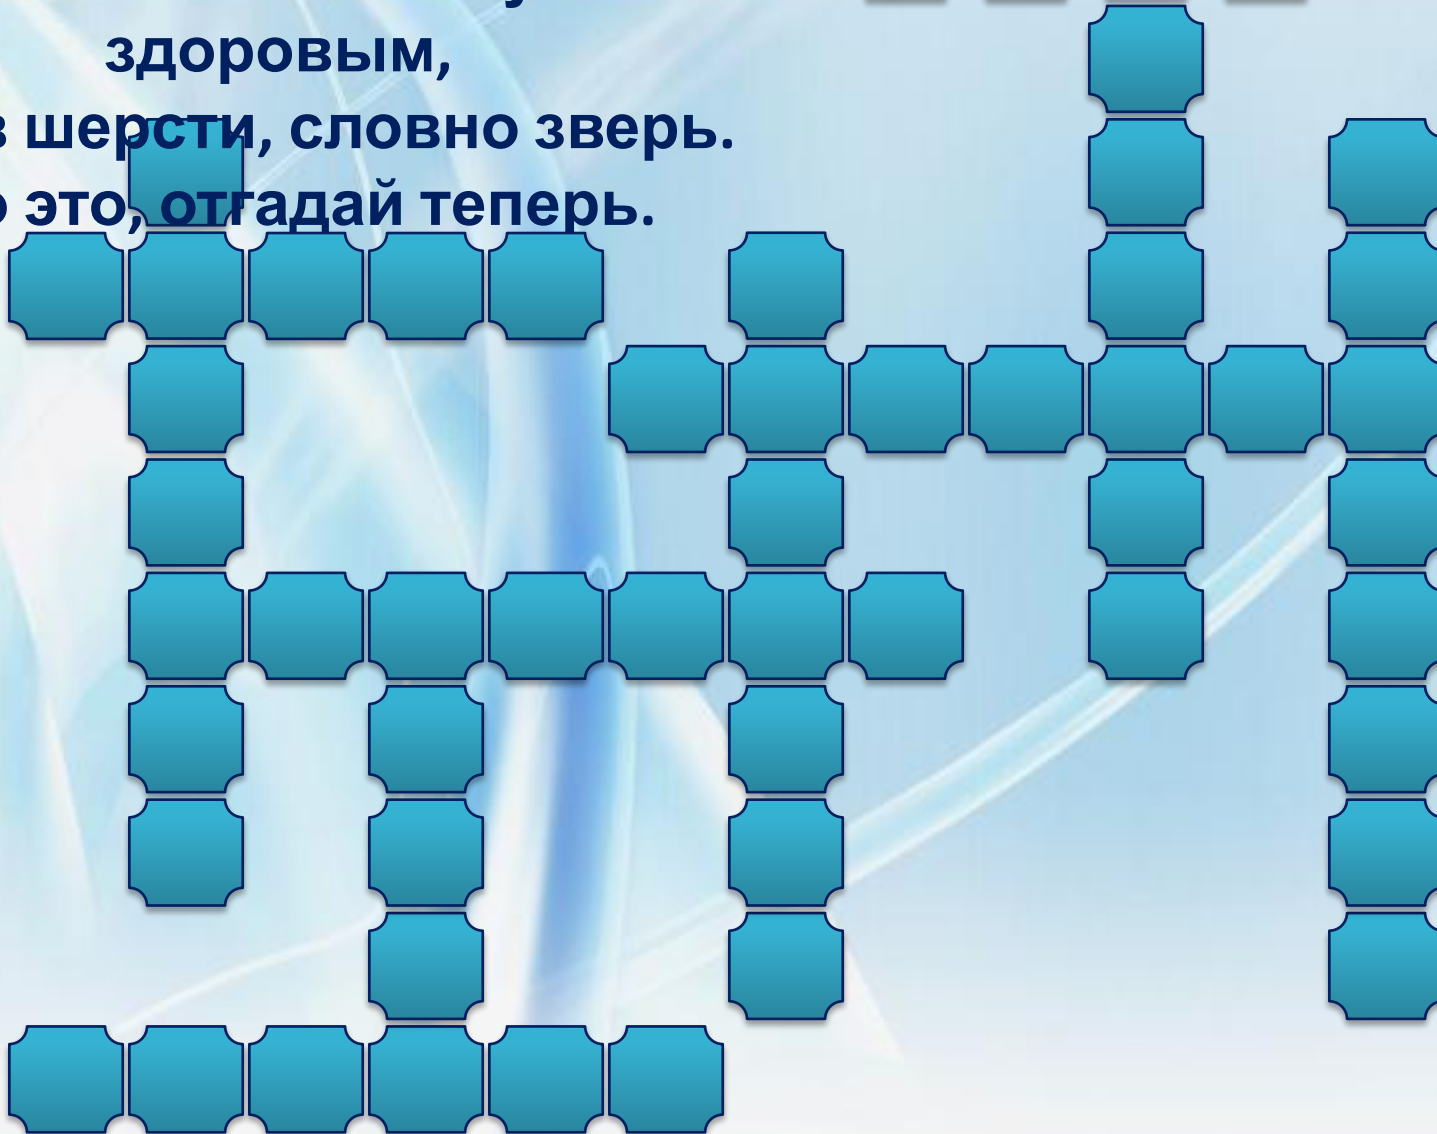 здоровым,
шерсти, словно зверь.
это, отгадай теперь.